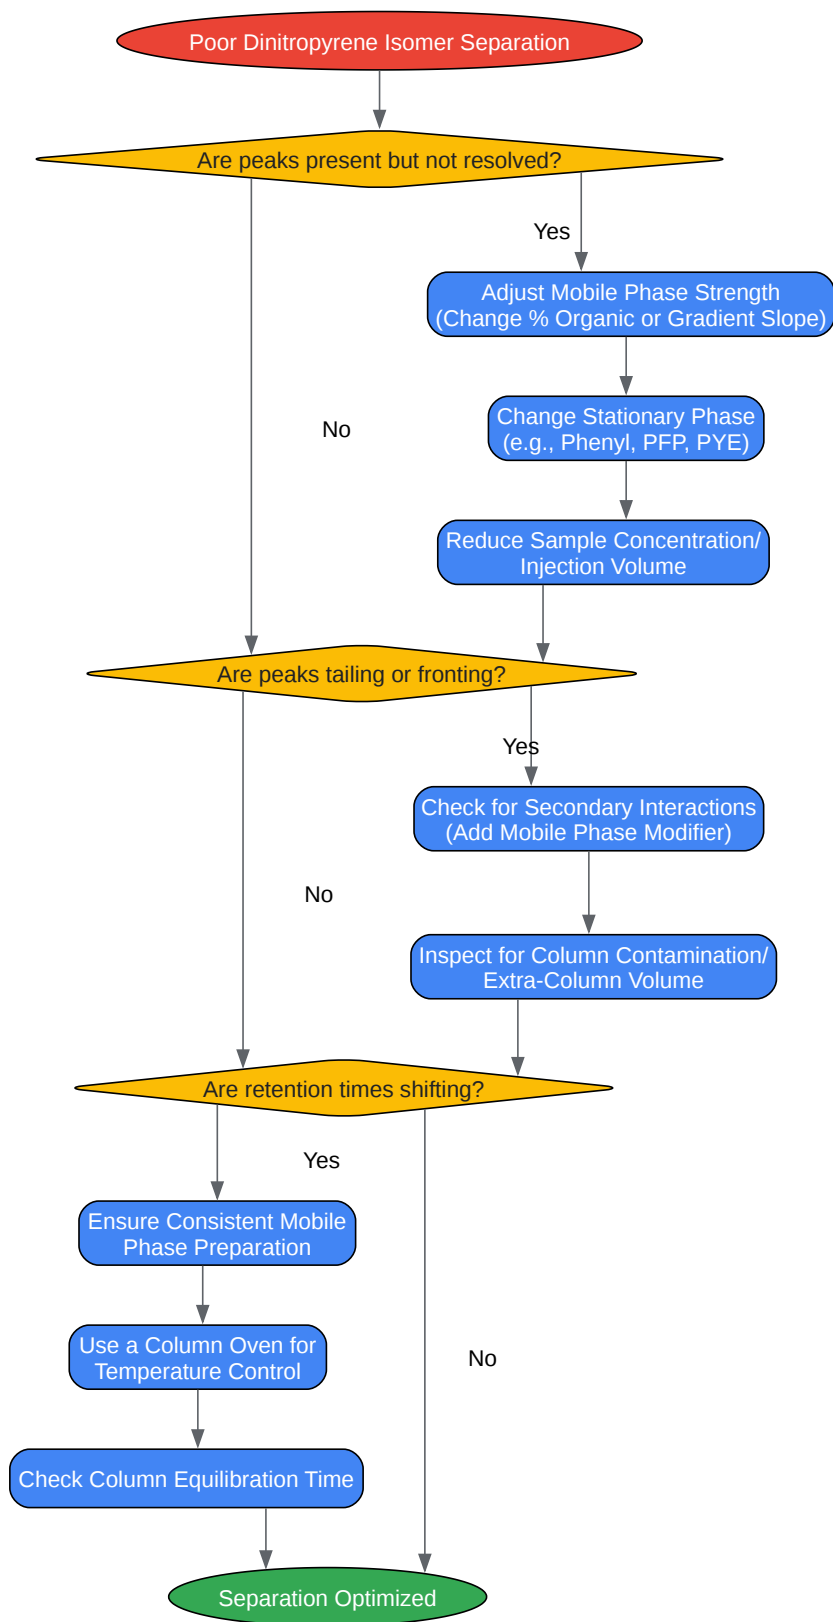 Poor Dinitropyrene Isomer Separation
Are peaks present but not resolved?
Yes
Adjust Mobile Phase Strength
(Change % Organic or Gradient Slope)
Change Stationary Phase
(e.g., Phenyl, PFP, PYE)
No
Reduce Sample Concentration/
Injection Volume
Are peaks tailing or fronting?
Yes
Check for Secondary Interactions
(Add Mobile Phase Modifier)
No
Inspect for Column Contamination/
Extra-Column Volume
Are retention times shifting?
Yes
Ensure Consistent Mobile
Phase Preparation
Use a Column Oven for
Temperature Control
No
Check Column Equilibration Time
Separation Optimized